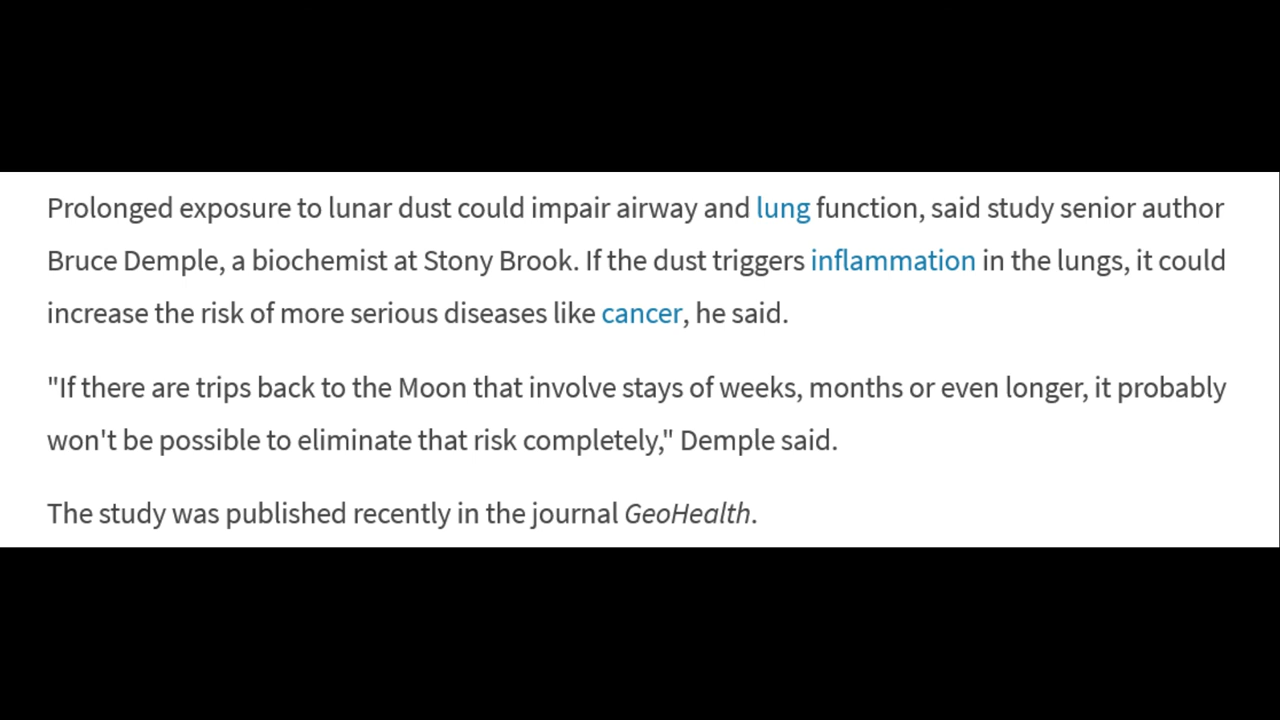 Prolonged exposure to lunar dust could impair airway and lung function, said study senior author
Bruce Demple, a biochemist at Stony Brook. If the dust triggers inflammation in the lungs, it could
increase the risk of more serious diseases like cancer, he said.
"If there are trips back to the Moon that involve stays of weeks, months or even longer, it probably
won't be possible to eliminate that risk completely," Demple said.
The study was published recently in the journal GeoHealth.